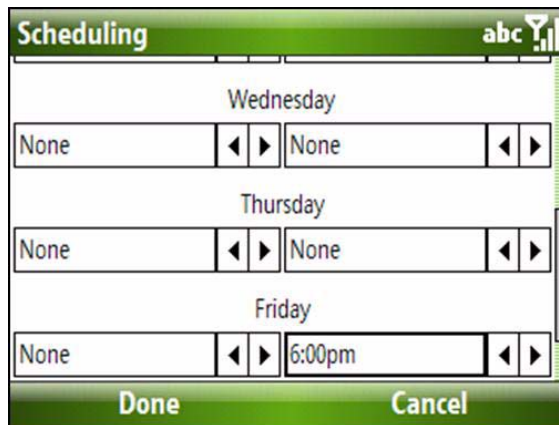 Scheduling abc
Wednesday
None None
Thursday
None None
Friday
None 6:00pm
Done Cancel